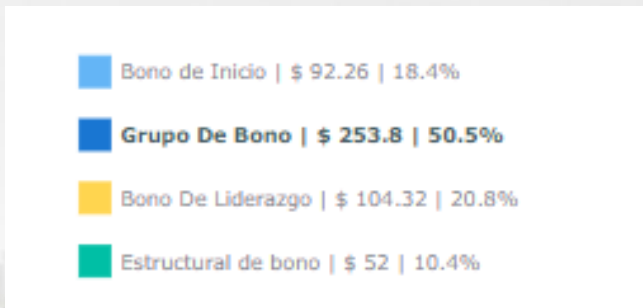 Bono de Inicio | $ 92.26 | 18.4%
Grupo De Bono | $ 253.8 | 50.5%
Bono De Liderazgo | $ 104.32 | 20.8%
Estructural de bono | $ 52 | 10.4%